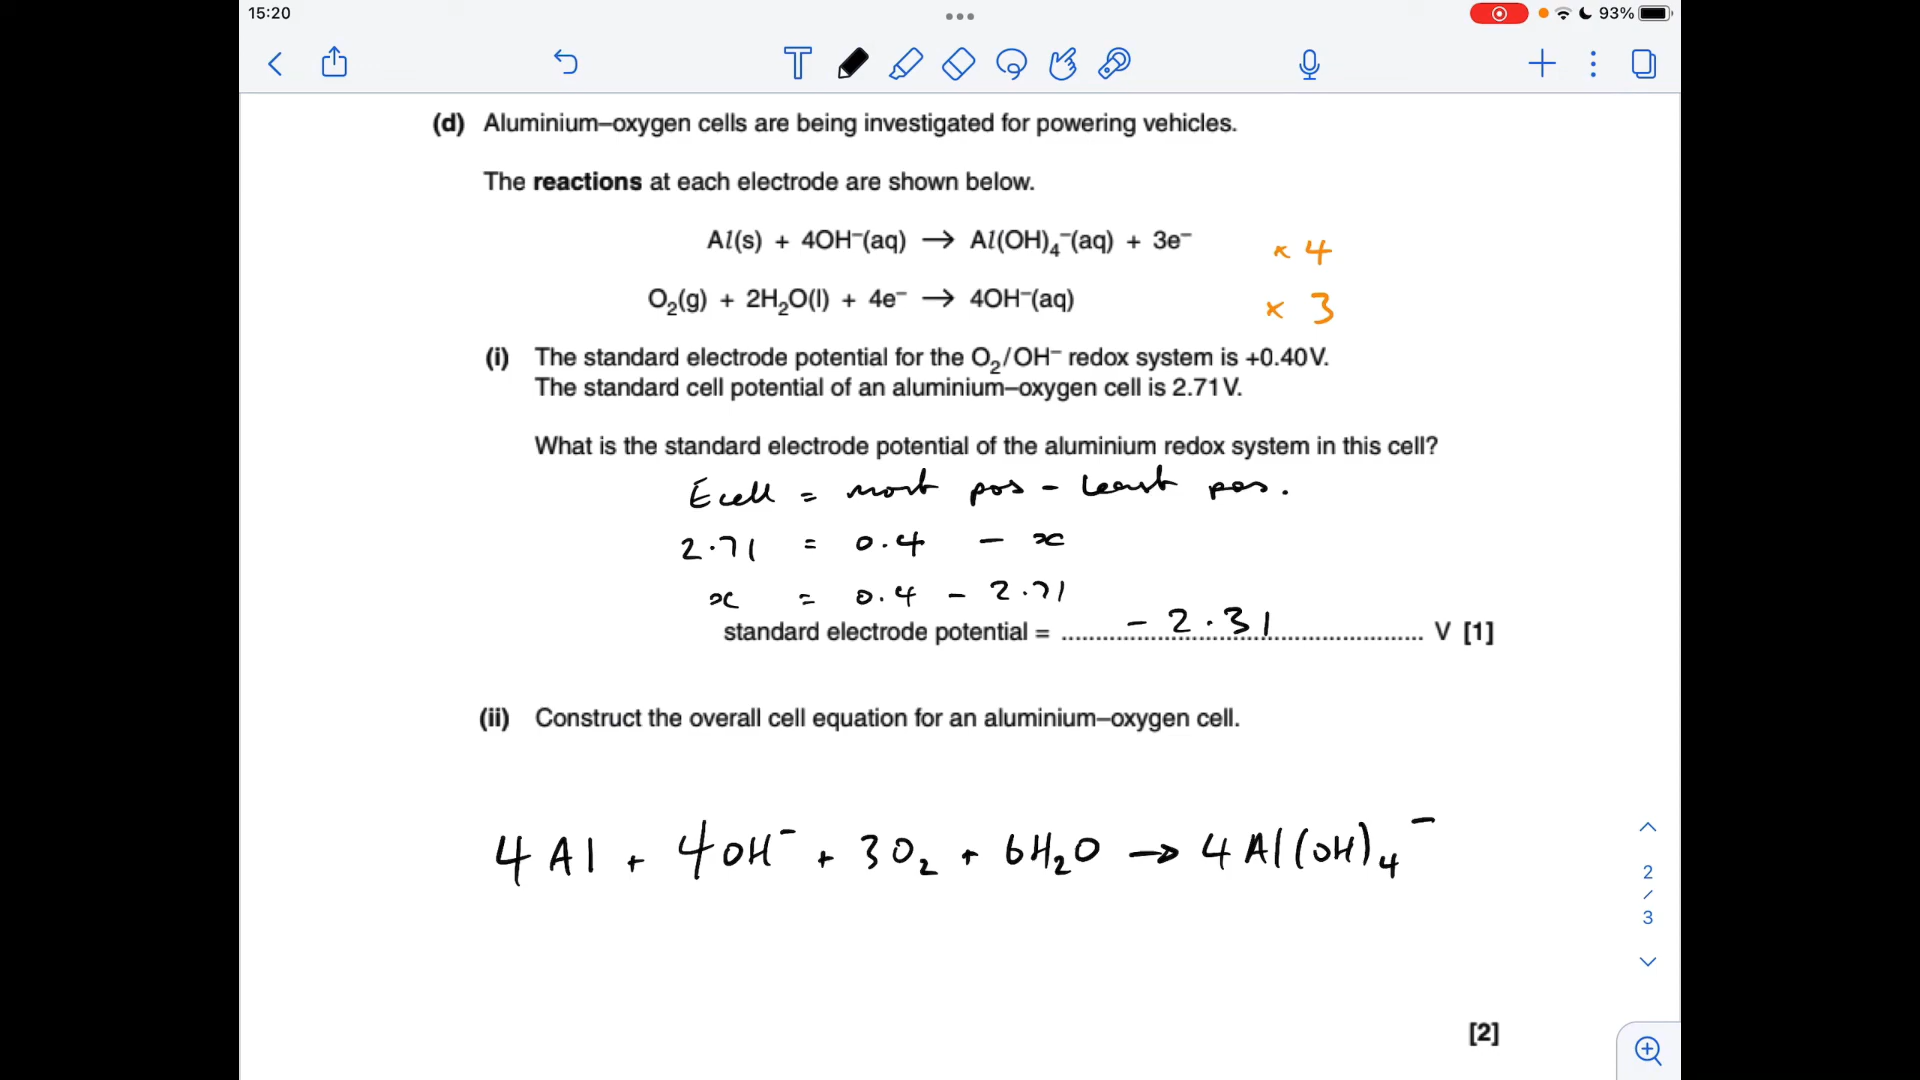 15:20
93%
(d) Aluminium–oxygen cells are being investigated for powering vehicles.
The reactions at each electrode are shown below.
Al(s) + 4OH⁻(aq) → Al(OH)₄⁻(aq) + 3e⁻ × 4
O₂(g) + 2H₂O(l) + 4e⁻ → 4OH⁻(aq) × 3
(i) The standard electrode potential for the O₂/OH⁻ redox system is +0.40 V.
The standard cell potential of an aluminium–oxygen cell is 2.71 V.
What is the standard electrode potential of the aluminium redox system in this cell?
Ecell = most pos – least pos.
2.71 = 0.4 – x
x = 0.4 – 2.71
standard electrode potential = –2.31 V [1]
(ii) Construct the overall cell equation for an aluminium–oxygen cell.
4Al + 4OH⁻ + 3O₂ + 6H₂O → 4Al(OH)₄⁻
2
/
3
[2]